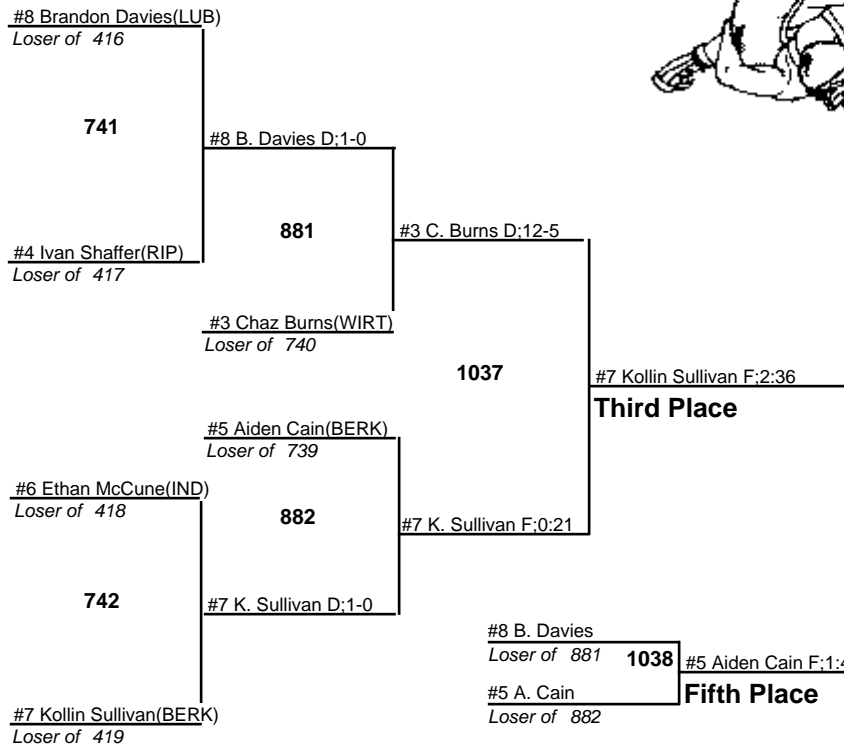 #8 Brandon Davies(LUB)
Loser of 416
741
#8 B. Davies D;1-0
#4 Ivan Shaffer(RIP)
Loser of 417
881
#3 C. Burns D;12-5
#3 Chaz Burns(WIRT)
Loser of 740
1037
#7 Kollin Sullivan F;2:36
Third Place
#5 Aiden Cain(BERK)
Loser of 739
#6 Ethan McCune(IND)
Loser of 418
882
#7 K. Sullivan F;0:21
742
#7 K. Sullivan D;1-0
#7 Kollin Sullivan(BERK)
Loser of 419
#8 B. Davies
Loser of 881
1038
#5 Aiden Cain
Fifth Place
#5 A. Cain
Loser of 882